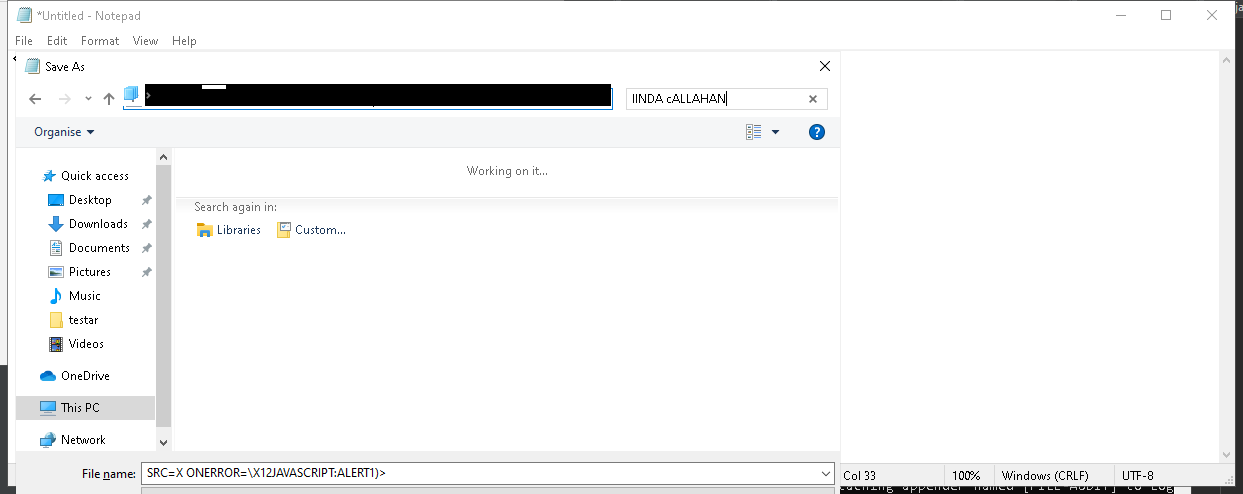 *Untitled - Notepad
File Edit Format View Help
Save As
IINDA cALLAHAN
Organise
Working on it...
Search again in:
Libraries Custom...
Quick access
Desktop
Downloads
Documents
Pictures
Music
testar
Videos
OneDrive
This PC
Network
File name: SRC=X ONERROR=\X12JAVASCRIPT:ALERT1)>
Col 33 100% Windows (CRLF) UTF-8